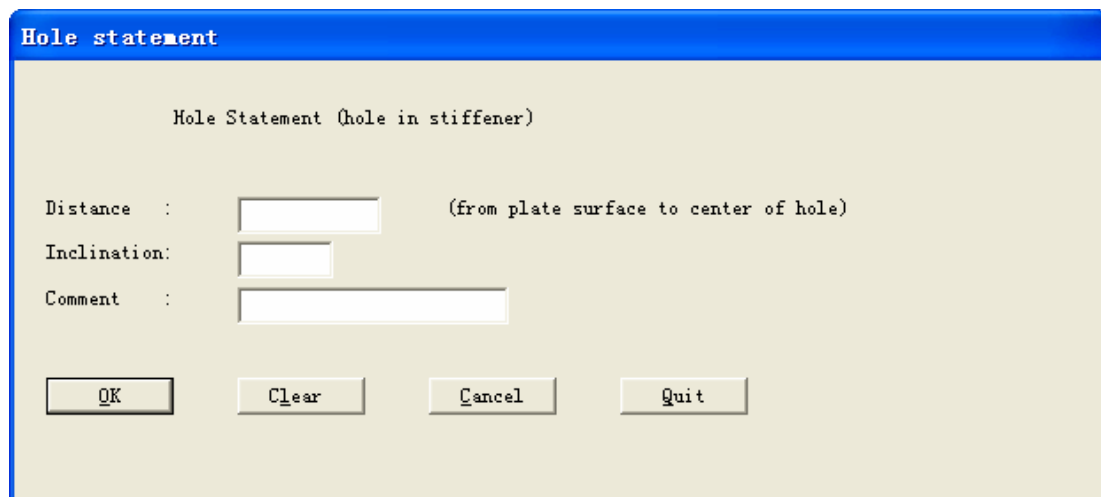 Hole statement
Hole Statement (hole in stiffener)
Distance : (from plate surface to center of hole)
Inclination:
Comment :
OK Clear Cancel Quit